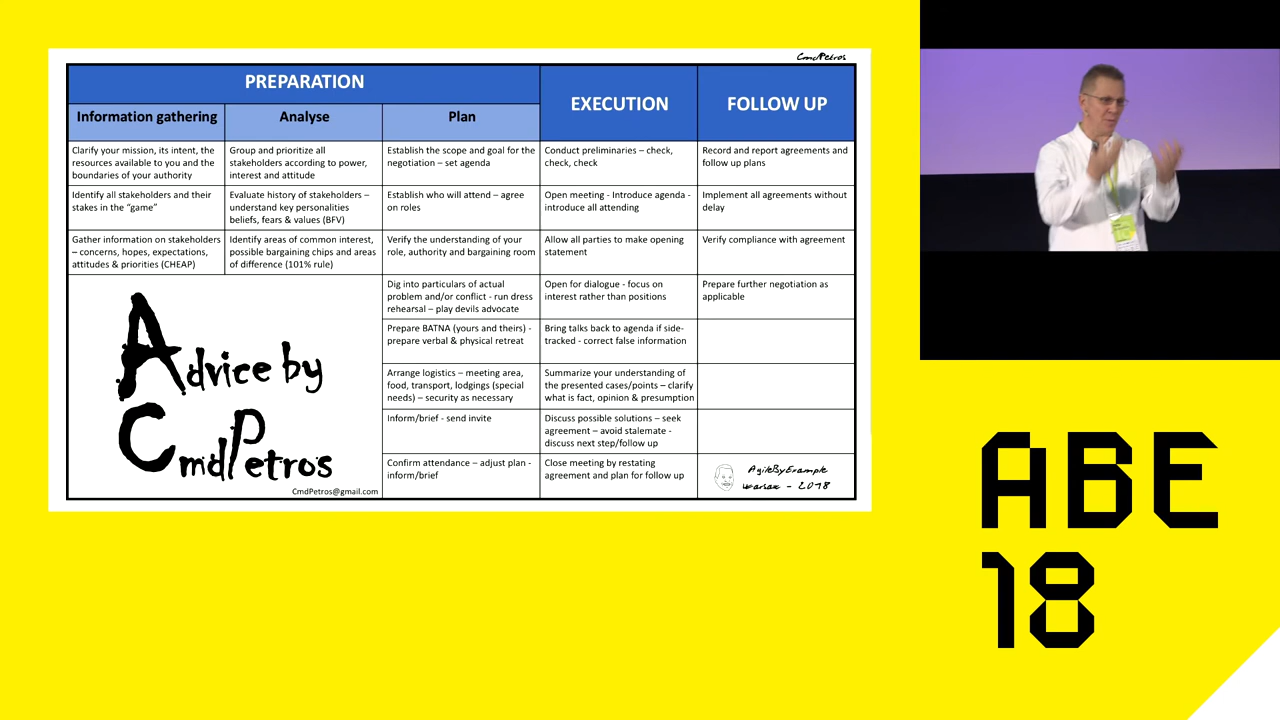 CmdPetros
PREPARATION
EXECUTION
FOLLOW UP
Information gathering
Analyse
Plan
Clarify your mission, its intent, the
resources available to you and the
boundaries of your authority
Group and prioritize all
stakeholders according to power,
interest and attitude
Establish the scope and goal for the
negotiation – set agenda
Conduct preliminaries – check,
check, check
Record and report agreements and
follow up plans
Identify all stakeholders and their
stakes in the “game”
Evaluate history of stakeholders –
understand key personalities
beliefs, fears & values (BFV)
Establish who will attend – agree
on roles
Open meeting - Introduce agenda -
introduce all attending
Implement all agreements without
delay
Gather information on stakeholders
– concerns, hopes, expectations,
attitudes & priorities (CHEAP)
Identify areas of common interest,
possible bargaining chips and areas
of difference (101% rule)
Verify the understanding of your
role, authority and bargaining room
Allow all parties to make opening
statement
Verify compliance with agreement
Dig into particulars of actual
problem and/or conflict - run dress
rehearsal – play devils advocate
Open for dialogue - focus on
interest rather than positions
Prepare further negotiation as
applicable
Prepare BATNA (yours and theirs) -
prepare verbal & physical retreat
Bring talks back to agenda if side-
tracked - correct false information
Arrange logistics – meeting area,
food, transport, lodgings (special
needs) – security as necessary
Summarize your understanding of
the presented cases/points – clarify
what is fact, opinion & presumption
Inform/brief - send invite
Discuss possible solutions – seek
agreement – avoid stalemate -
discuss next step/follow up
Confirm attendance – adjust plan -
inform/brief
Close meeting by restating
agreement and plan for follow up
Advice by
CmdPetros
CmdPetros@gmail.com
AgileByExample
- 2018
ABE
18